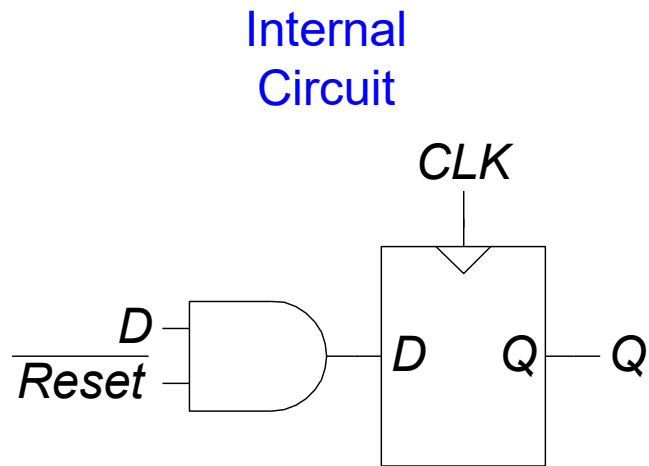 Internal
Circuit
CLK
D
D Q Q
Reset